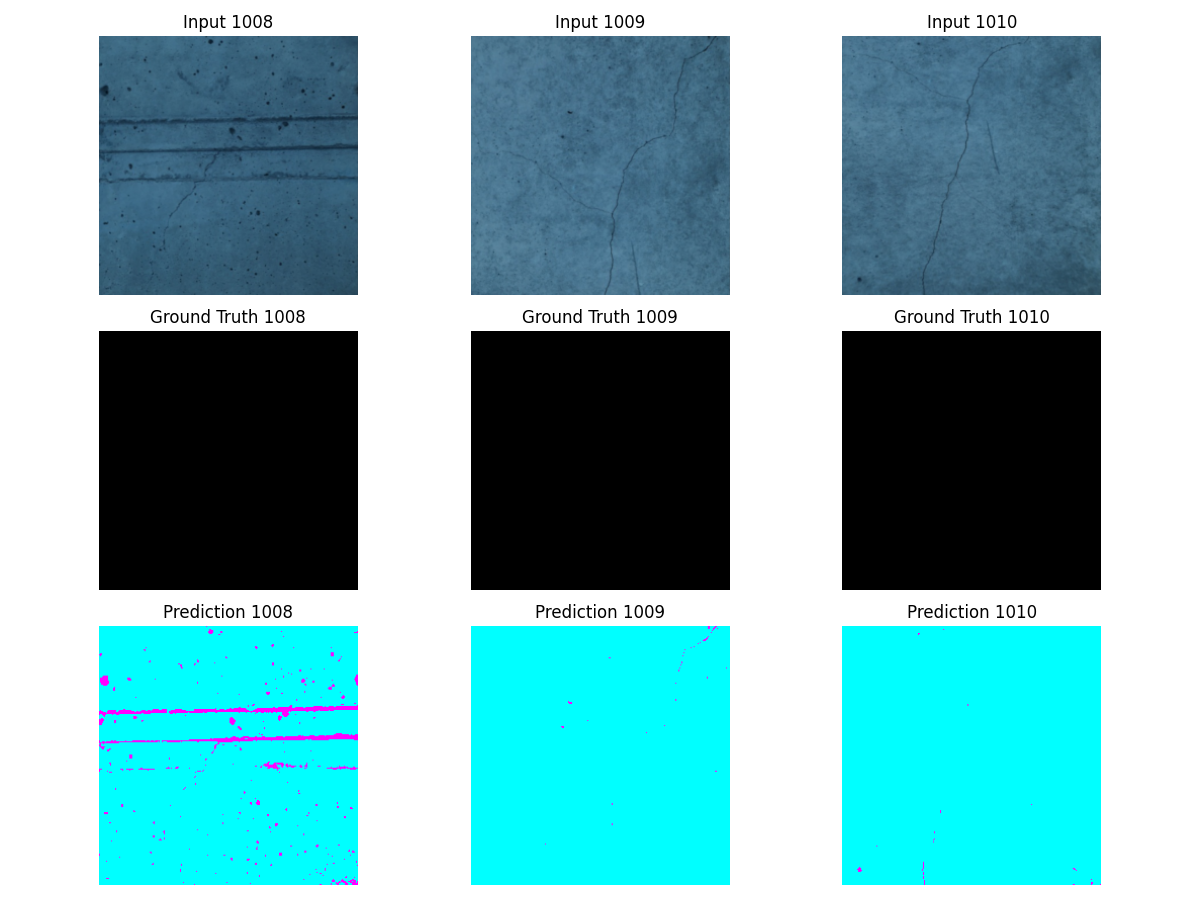 Input 1008
Input 1009
Input 1010
Ground Truth 1008
Ground Truth 1009
Ground Truth 1010
Prediction 1008
Prediction 1009
Prediction 1010